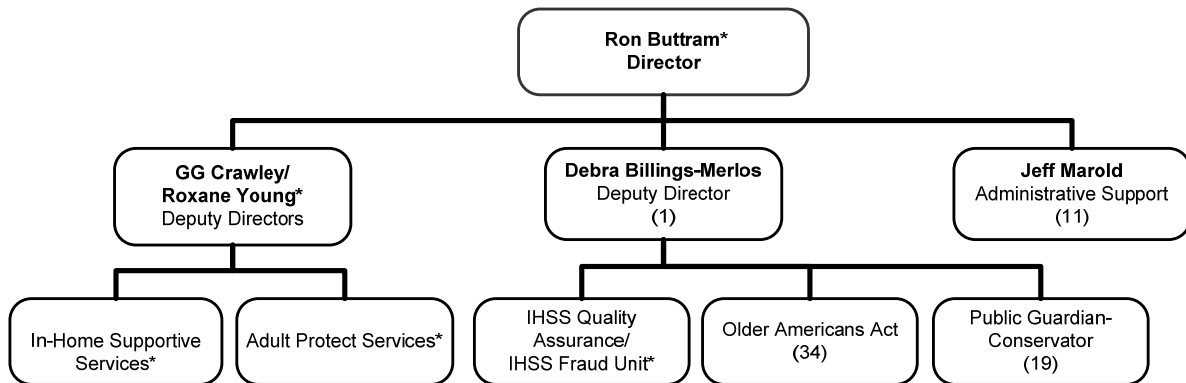 Ron Buttram*
Director
GG Crawley/
Roxane Young*
Deputy Directors
Debra Billings-Merlos
Deputy Director
(1)
Jeff Marold
Administrative Support
(11)
In-Home Supportive
Services*
Adult Protect Services*
IHSS Quality
Assurance/
IHSS Fraud Unit*
Older Americans Act
(34)
Public Guardian-
Conservator
(19)